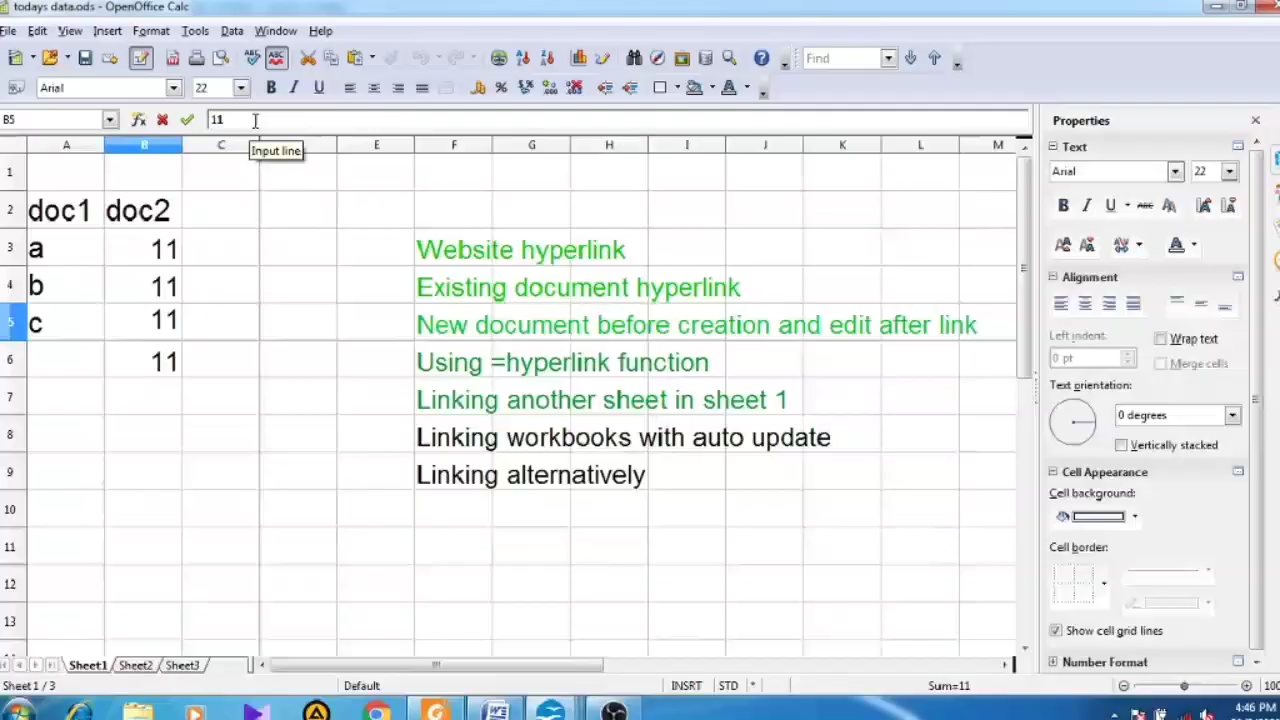 todays data.ods - OpenOffice Calc
File Edit View Insert Format Tools Data Window Help
Find
Arial 22
B5 11
Input line
A B C E F G H I J K L M
1
2 doc1 doc2
3 a 11 Website hyperlink
4 b 11 Existing document hyperlink
5 c 11 New document before creation and edit after link
6 11 Using =hyperlink function
7 Linking another sheet in sheet 1
8 Linking workbooks with auto update
9 Linking alternatively
10
11
12
13
Sheet1 Sheet2 Sheet3
Sheet 1 / 3 Default INSRT STD * Sum=11 100
Properties
Text
Arial 22
Alignment
Left indent:
0 pt
Wrap text
Merge cells
Text orientation:
0 degrees
Vertically stacked
Cell Appearance
Cell background:
Cell border:
Show cell grid lines
Number Format
4:46 PM